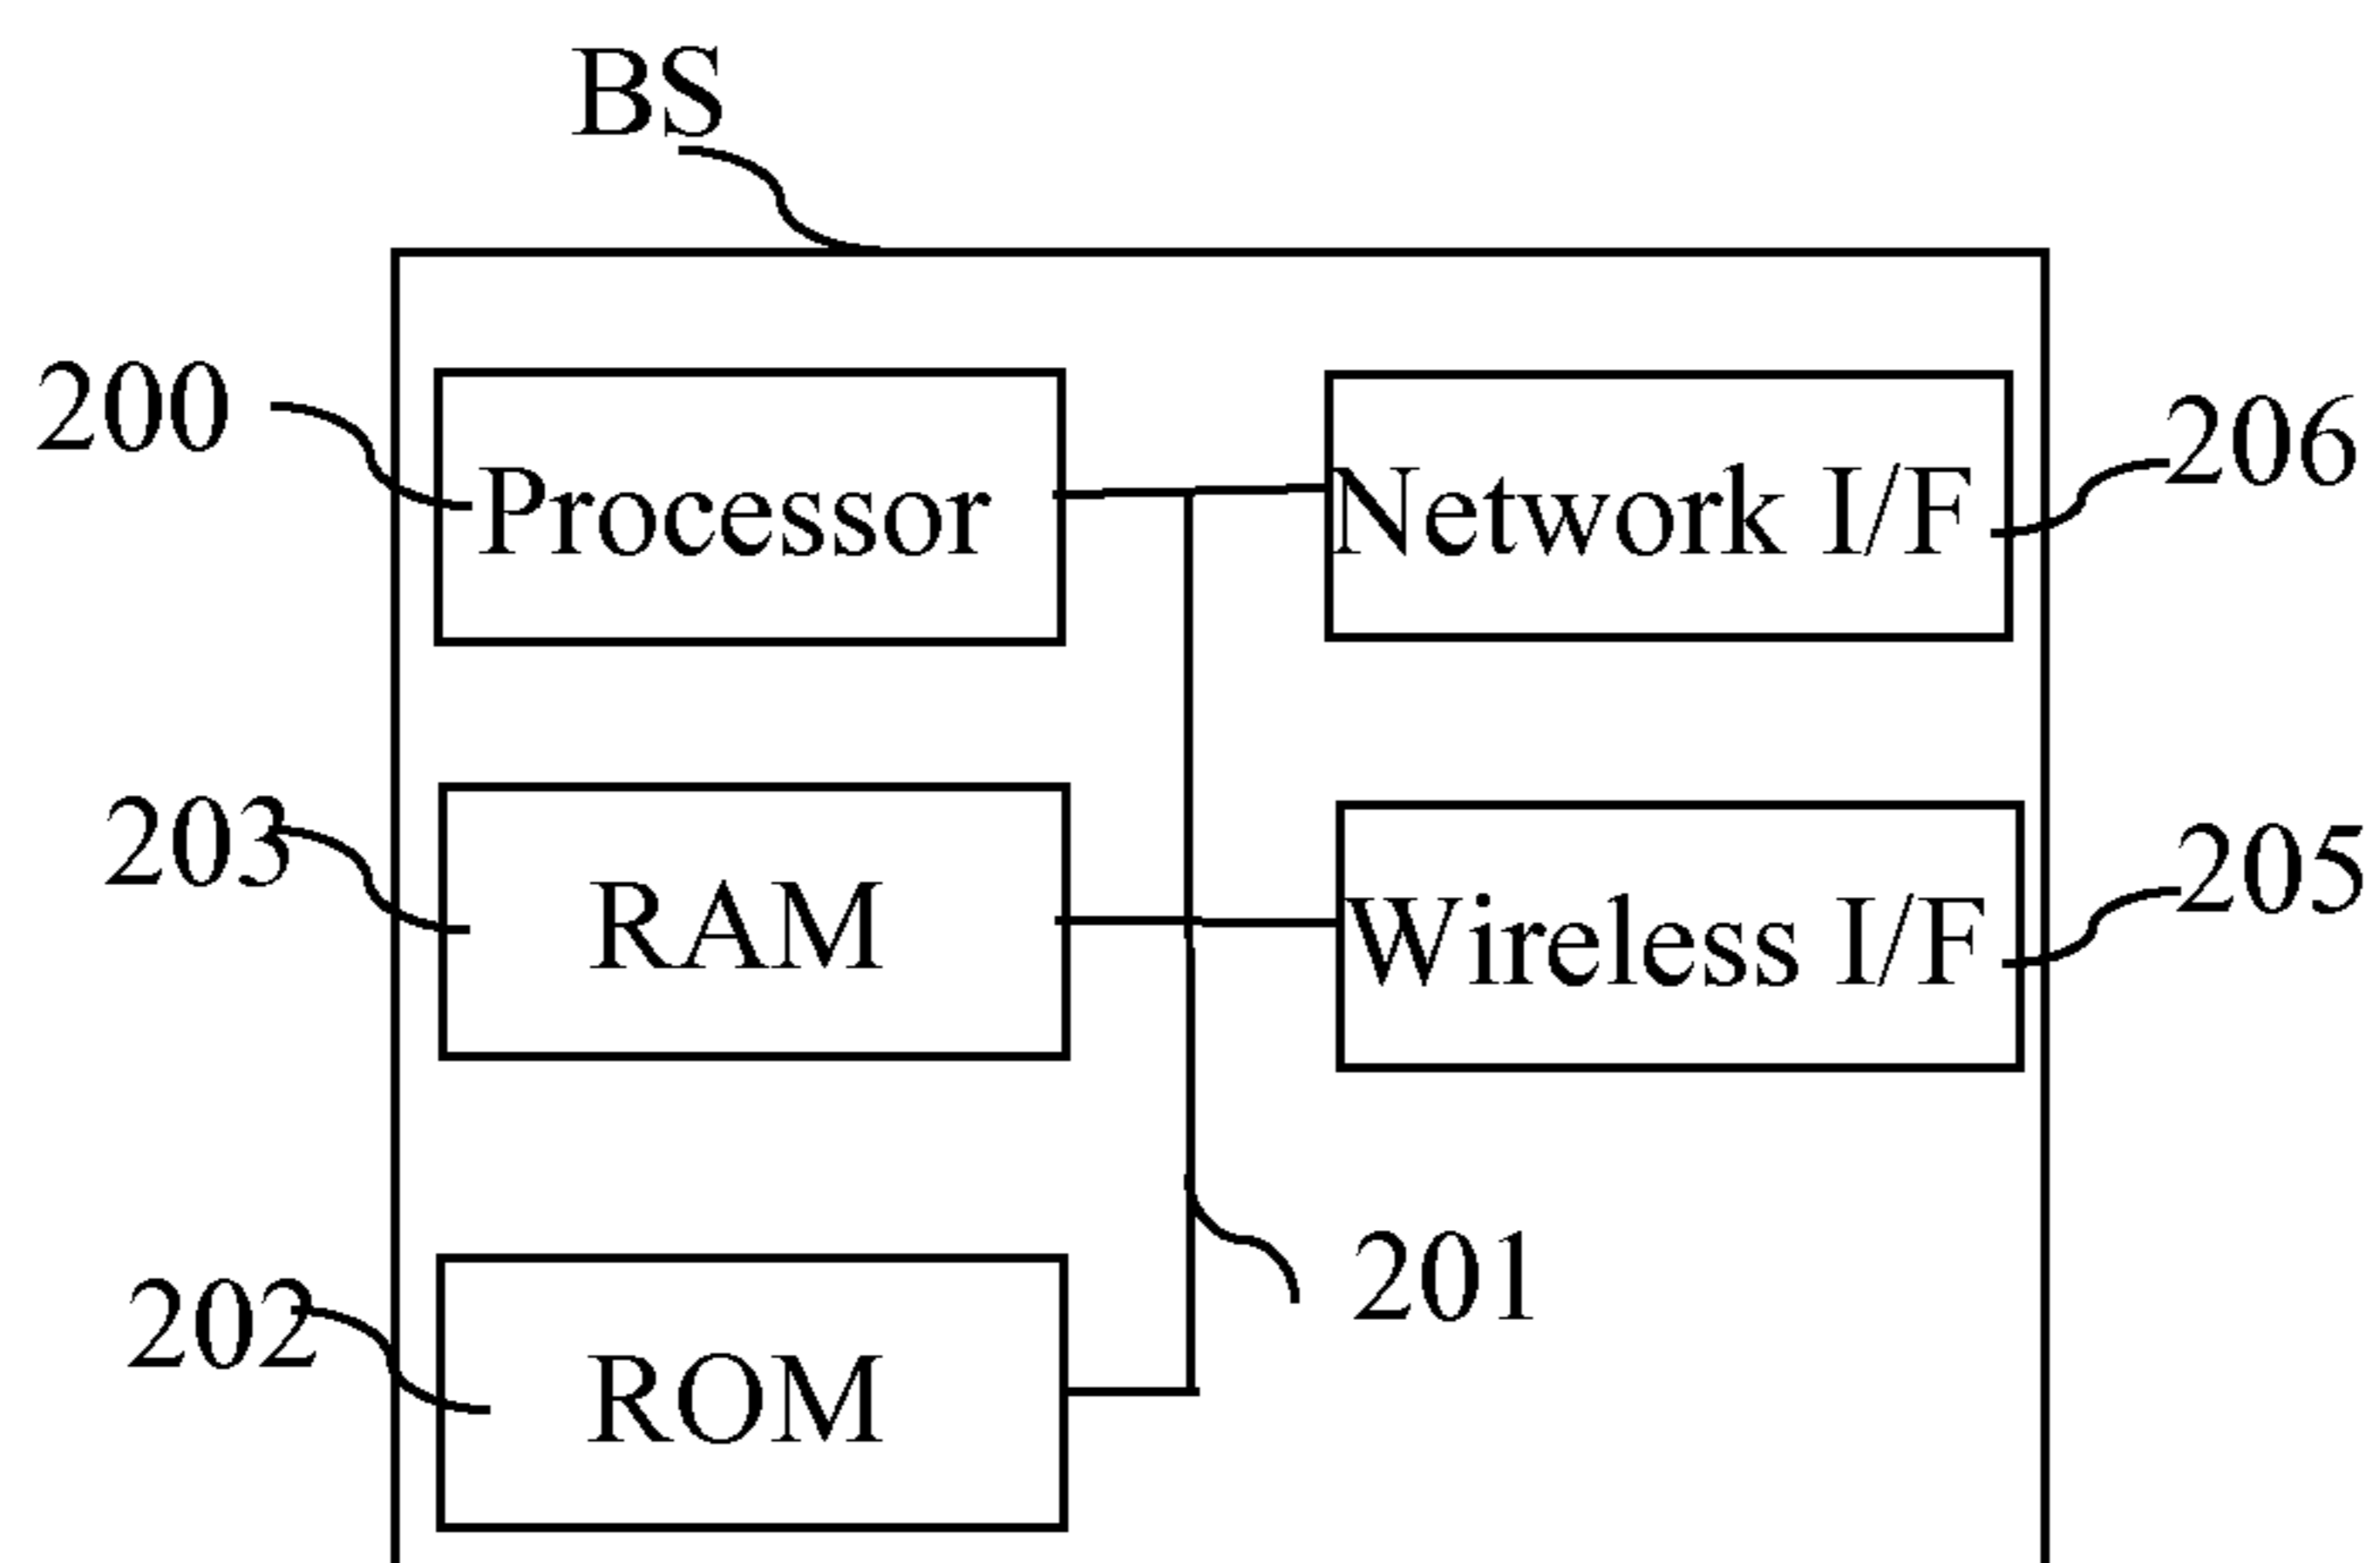 BS
200
Processor
Network I/F
206
203
RAM
Wireless I/F
205
201
202
ROM